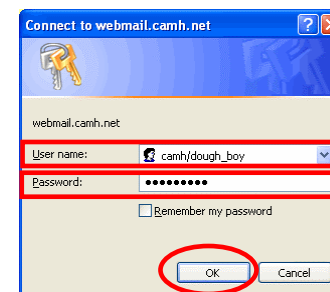 Connect to webmail.camh.net
webmail.camh.net
User name: camh/dough_boy
Password: •••••••••
Remember my password
OK Cancel